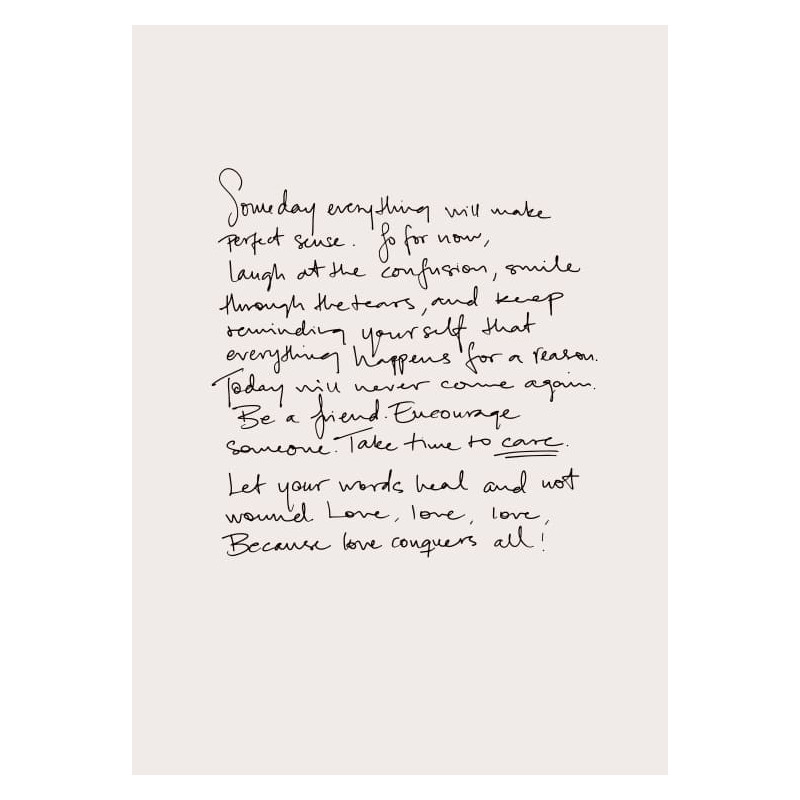 Someday everything will make
perfect sense. So for now,
laugh at the confusion, smile
through the tears, and keep
reminding yourself that
everything happens for a reason.
Today will never come again.
Be a friend. Encourage
someone. Take time to care.
Let your words heal and not
wound. Love, love, love,
Because love conquers all!